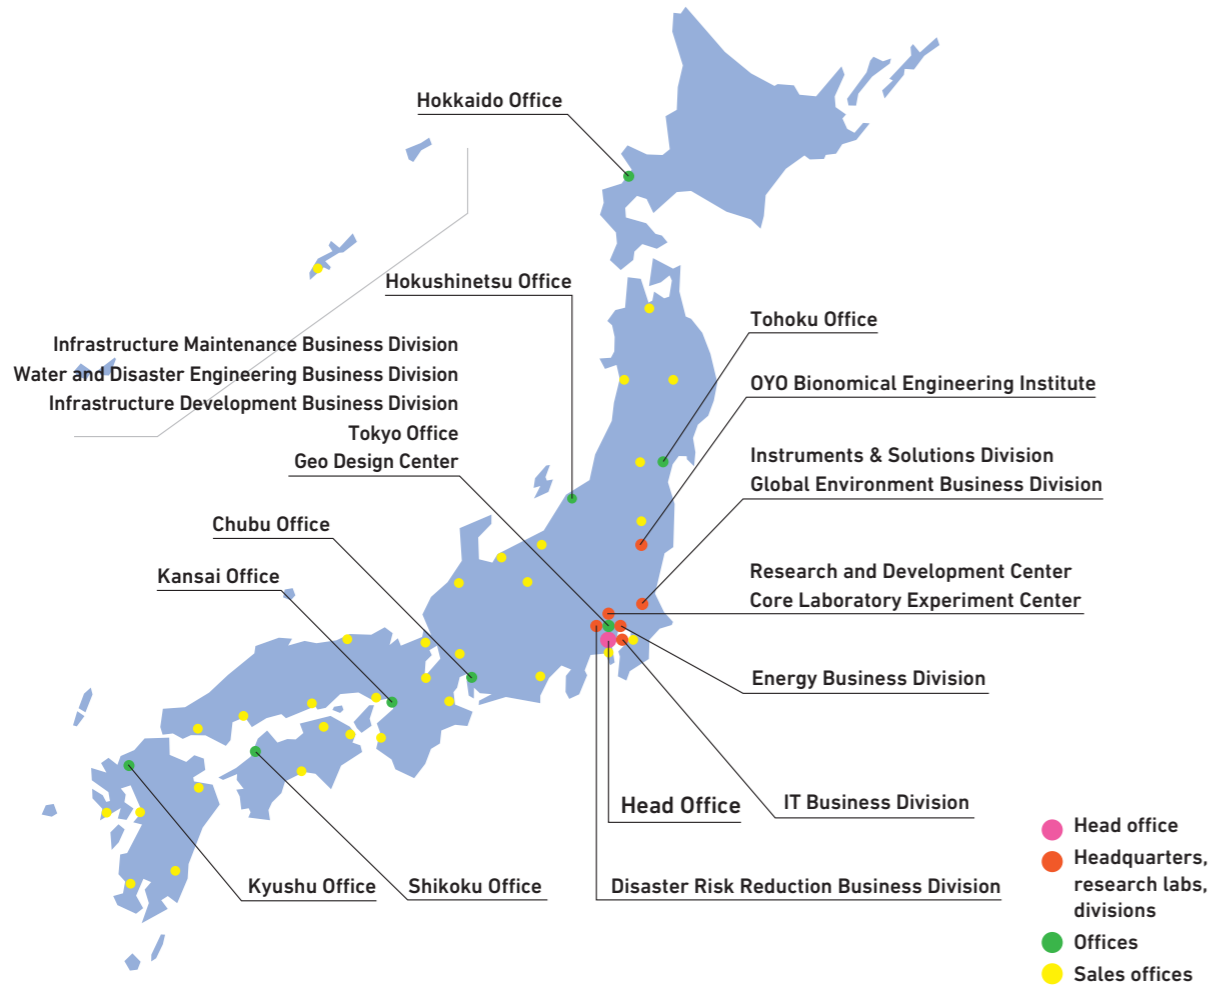 Hokkaido Office
Hokushinetsu Office
Tohoku Office
Infrastructure Maintenance Business Division
Water and Disaster Engineering Business Division
Infrastructure Development Business Division
Tokyo Office
Geo Design Center
OYO Bionomical Engineering Institute
Instruments & Solutions Division
Global Environment Business Division
Chubu Office
Kansai Office
Research and Development Center
Core Laboratory Experiment Center
Energy Business Division
Head Office
IT Business Division
Kyushu Office
Shikoku Office
Disaster Risk Reduction Business Division
Head office
Headquarters,
research labs,
divisions
Offices
Sales offices